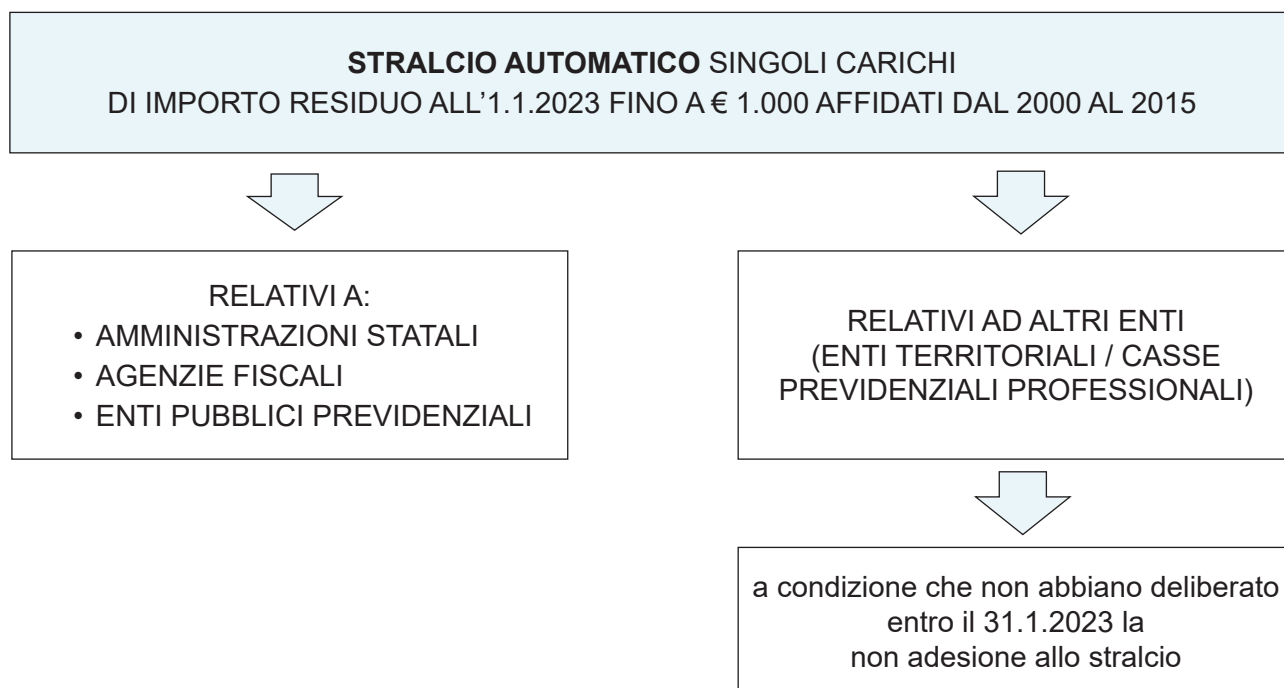 STRALCIO AUTOMATICO SINGOLI CARICHI
DI IMPORTO RESIDUO ALL’1.1.2023 FINO A € 1.000 AFFIDATI DAL 2000 AL 2015
RELATIVI A:
• AMMINISTRAZIONI STATALI
• AGENZIE FISCALI
• ENTI PUBBLICI PREVIDENZIALI
RELATIVI AD ALTRI ENTI
(ENTI TERRITORIALI / CASSE
PREVIDENZIALI PROFESSIONALI)
a condizione che non abbiano deliberato
entro il 31.1.2023 la
non adesione allo stralcio